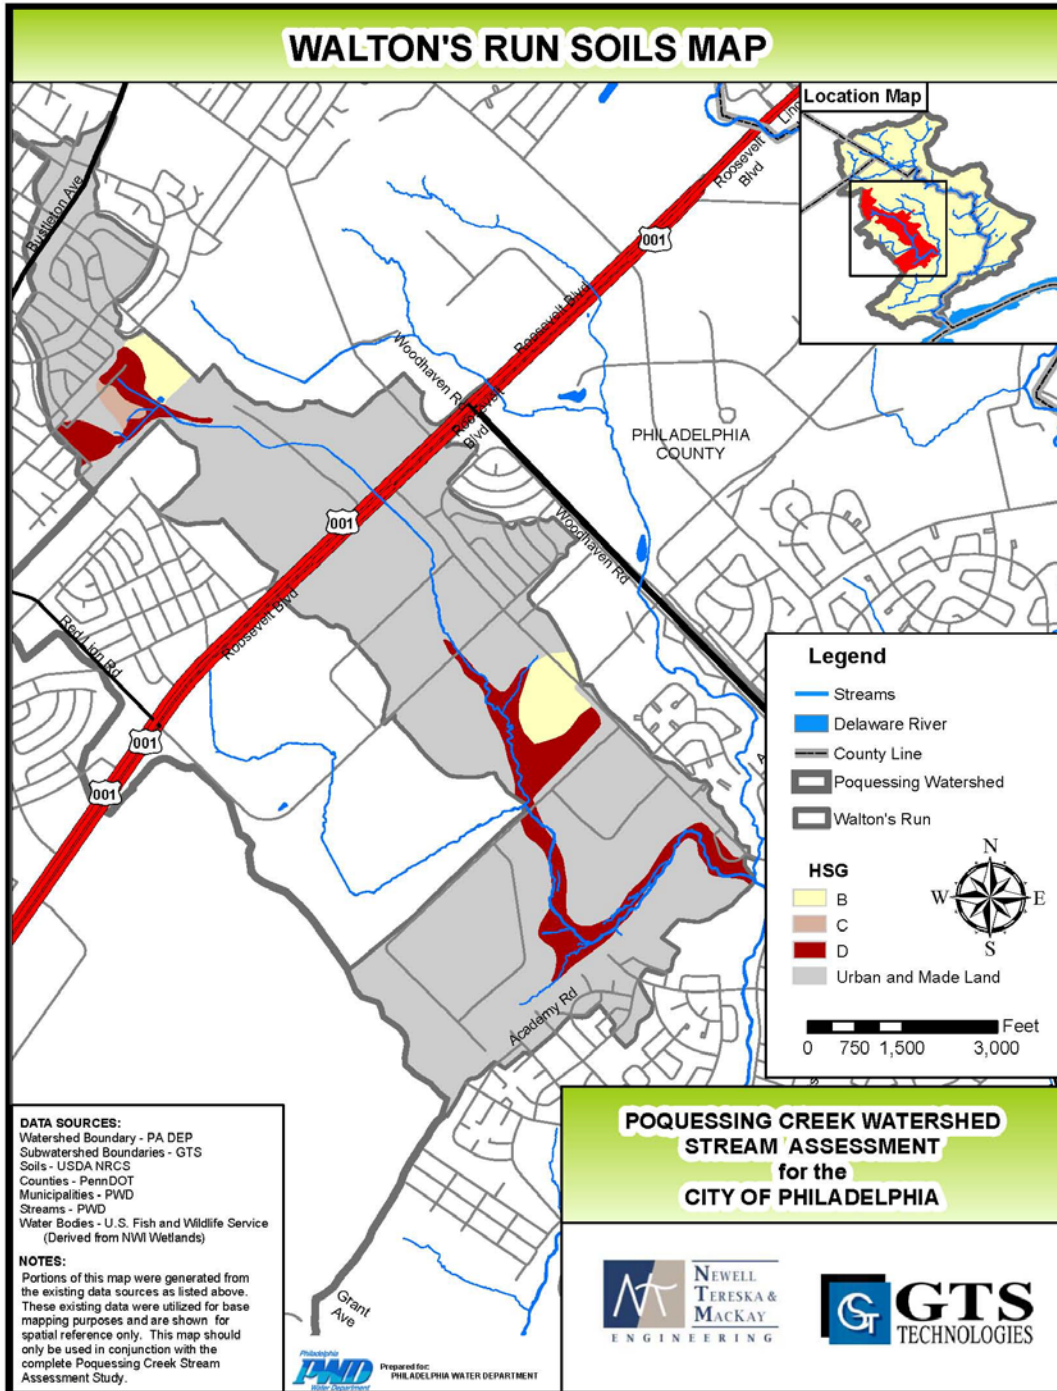 WALTON'S RUN SOILS MAP
Location Map
Bustleton Ave
Roosevelt
Blvd
001
Roosevelt Blvd
Woodhaven Rd
Roosevelt
Blvd
PHILADELPHIA
COUNTY
001
Woodhaven Rd
Roosevelt Blvd
Red Lion Rd
001
001
Academy Rd
Grant
Ave
Legend
Streams
Delaware River
County Line
Poquessing Watershed
Walton's Run
HSG
B
C
D
Urban and Made Land
N
W
E
S
Feet
0 750 1,500 3,000
DATA SOURCES:
Watershed Boundary - PA DEP
Subwatershed Boundaries - GTS
Soils - USDA NRCS
Counties - PennDOT
Municipalities - PWD
Streams - PWD
Water Bodies - U.S. Fish and Wildlife Service
(Derived from NWI Wetlands)
NOTES:
Portions of this map were generated from
the existing data sources as listed above.
These existing data were utilized for base
mapping purposes and are shown for
spatial reference only. This map should
only be used in conjunction with the
complete Poquessing Creek Stream
Assessment Study.
Philadelphia
PWD
Water Department
Prepared for:
PHILADELPHIA WATER DEPARTMENT
POQUESSING CREEK WATERSHED
STREAM ASSESSMENT
for the
CITY OF PHILADELPHIA
NEWELL
TERESKA &
MACKAY
ENGINEERING
GTS
TECHNOLOGIES